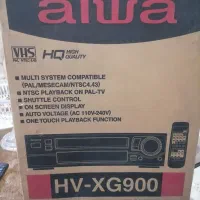 aiwa
VHS HQ HIGH QUALITY
• MULTI SYSTEM COMPATIBLE
(PAL/MESECAM/NTSC4.43)
• NTSC PLAYBACK ON PAL-TV
• SHUTTLE CONTROL
• ON SCREEN DISPLAY
• AUTO VOLTAGE (AC 110V-240V)
• ONE TOUCH PLAYBACK FUNCTION
HV-XG900